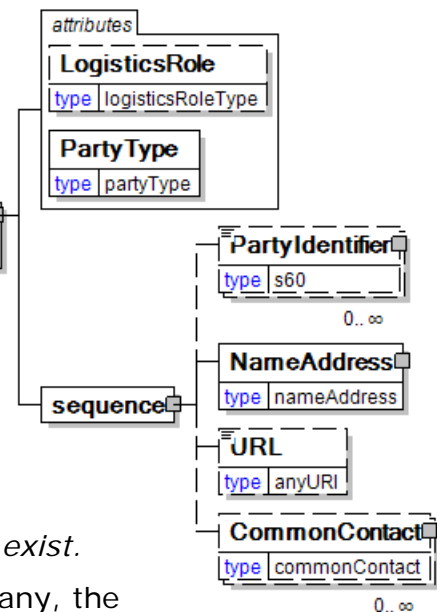 attributes
LogisticsRole
type logisticsRoleType
PartyType
type partyType
PartyIdentifier
type s60
0..∞
NameAddress
type nameAddress
sequence
URL
type anyURI
exist.
CommonContact
type commonContact
any, the
0..∞